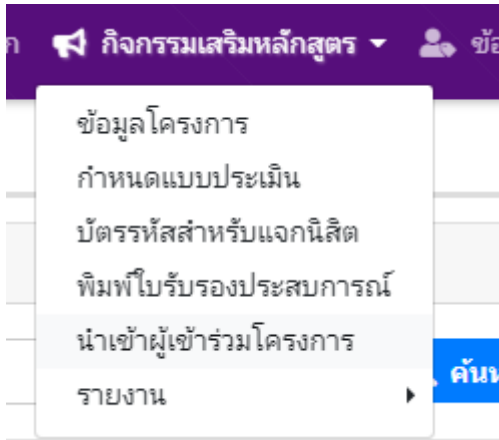 กิจกรรมเสริมหลักสูตร
ข้อมูลโครงการ
กำหนดแบบประเมิน
บัตรรหัสสำหรับแจกนิสิต
พิมพ์ใบรับรองประสบการณ์
นำเข้าผู้เข้าร่วมโครงการ
รายงาน